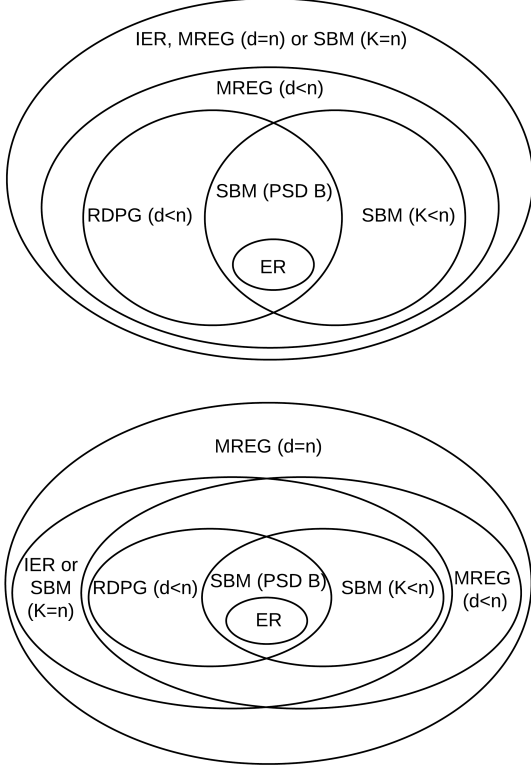 IER, MREG (d=n) or SBM (K=n)
MREG (d<n)
SBM (PSD B)
RDPG (d<n)
SBM (K<n)
ER
MREG (d=n)
IER or
SBM
(K=n)
RDPG (d<n)
SBM (PSD B)
SBM (K<n)
MREG
(d<n)
ER